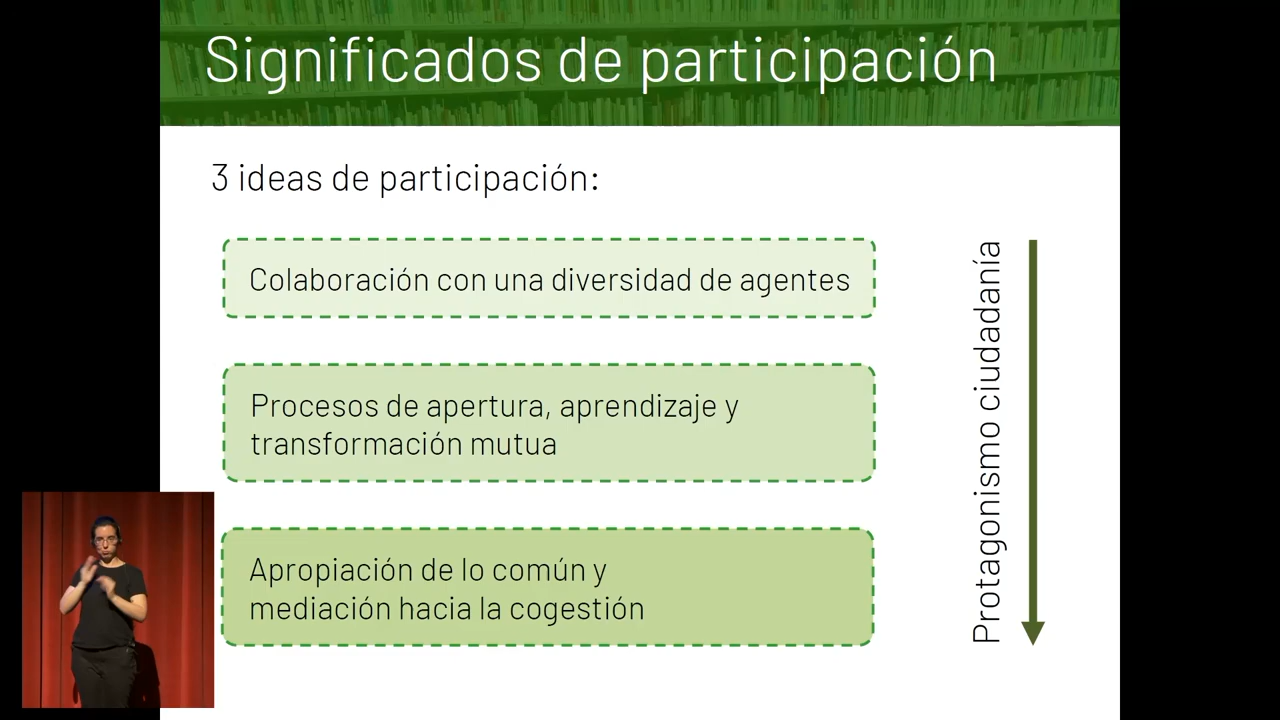 Significados de participación
3 ideas de participación:
Colaboración con una diversidad de agentes
Procesos de apertura, aprendizaje y
transformación mutua
Apropiación de lo común y
mediación hacia la cogestión
Protagonismo ciudadanía